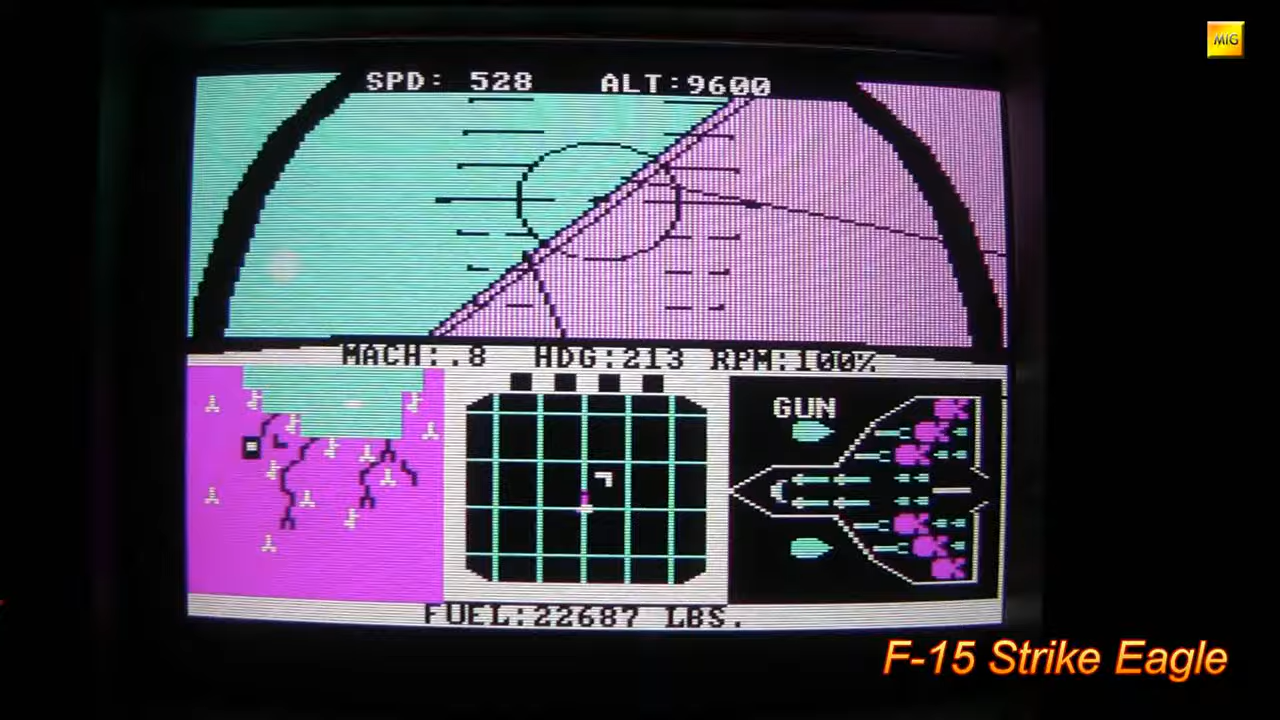 MIG
SPD: 528 ALT:9600
MACH:.8 HDG:213 RPM:100%
GUN
FUEL:22687 LBS.
F-15 Strike Eagle